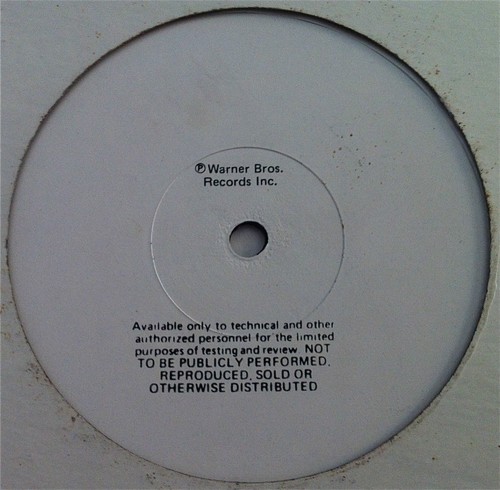 ℗ Warner Bros.
Records Inc.
Available only to technical and other
authorized personnel for the limited
purposes of testing and review. NOT
TO BE PUBLICLY PERFORMED,
REPRODUCED, SOLD OR
OTHERWISE DISTRIBUTED